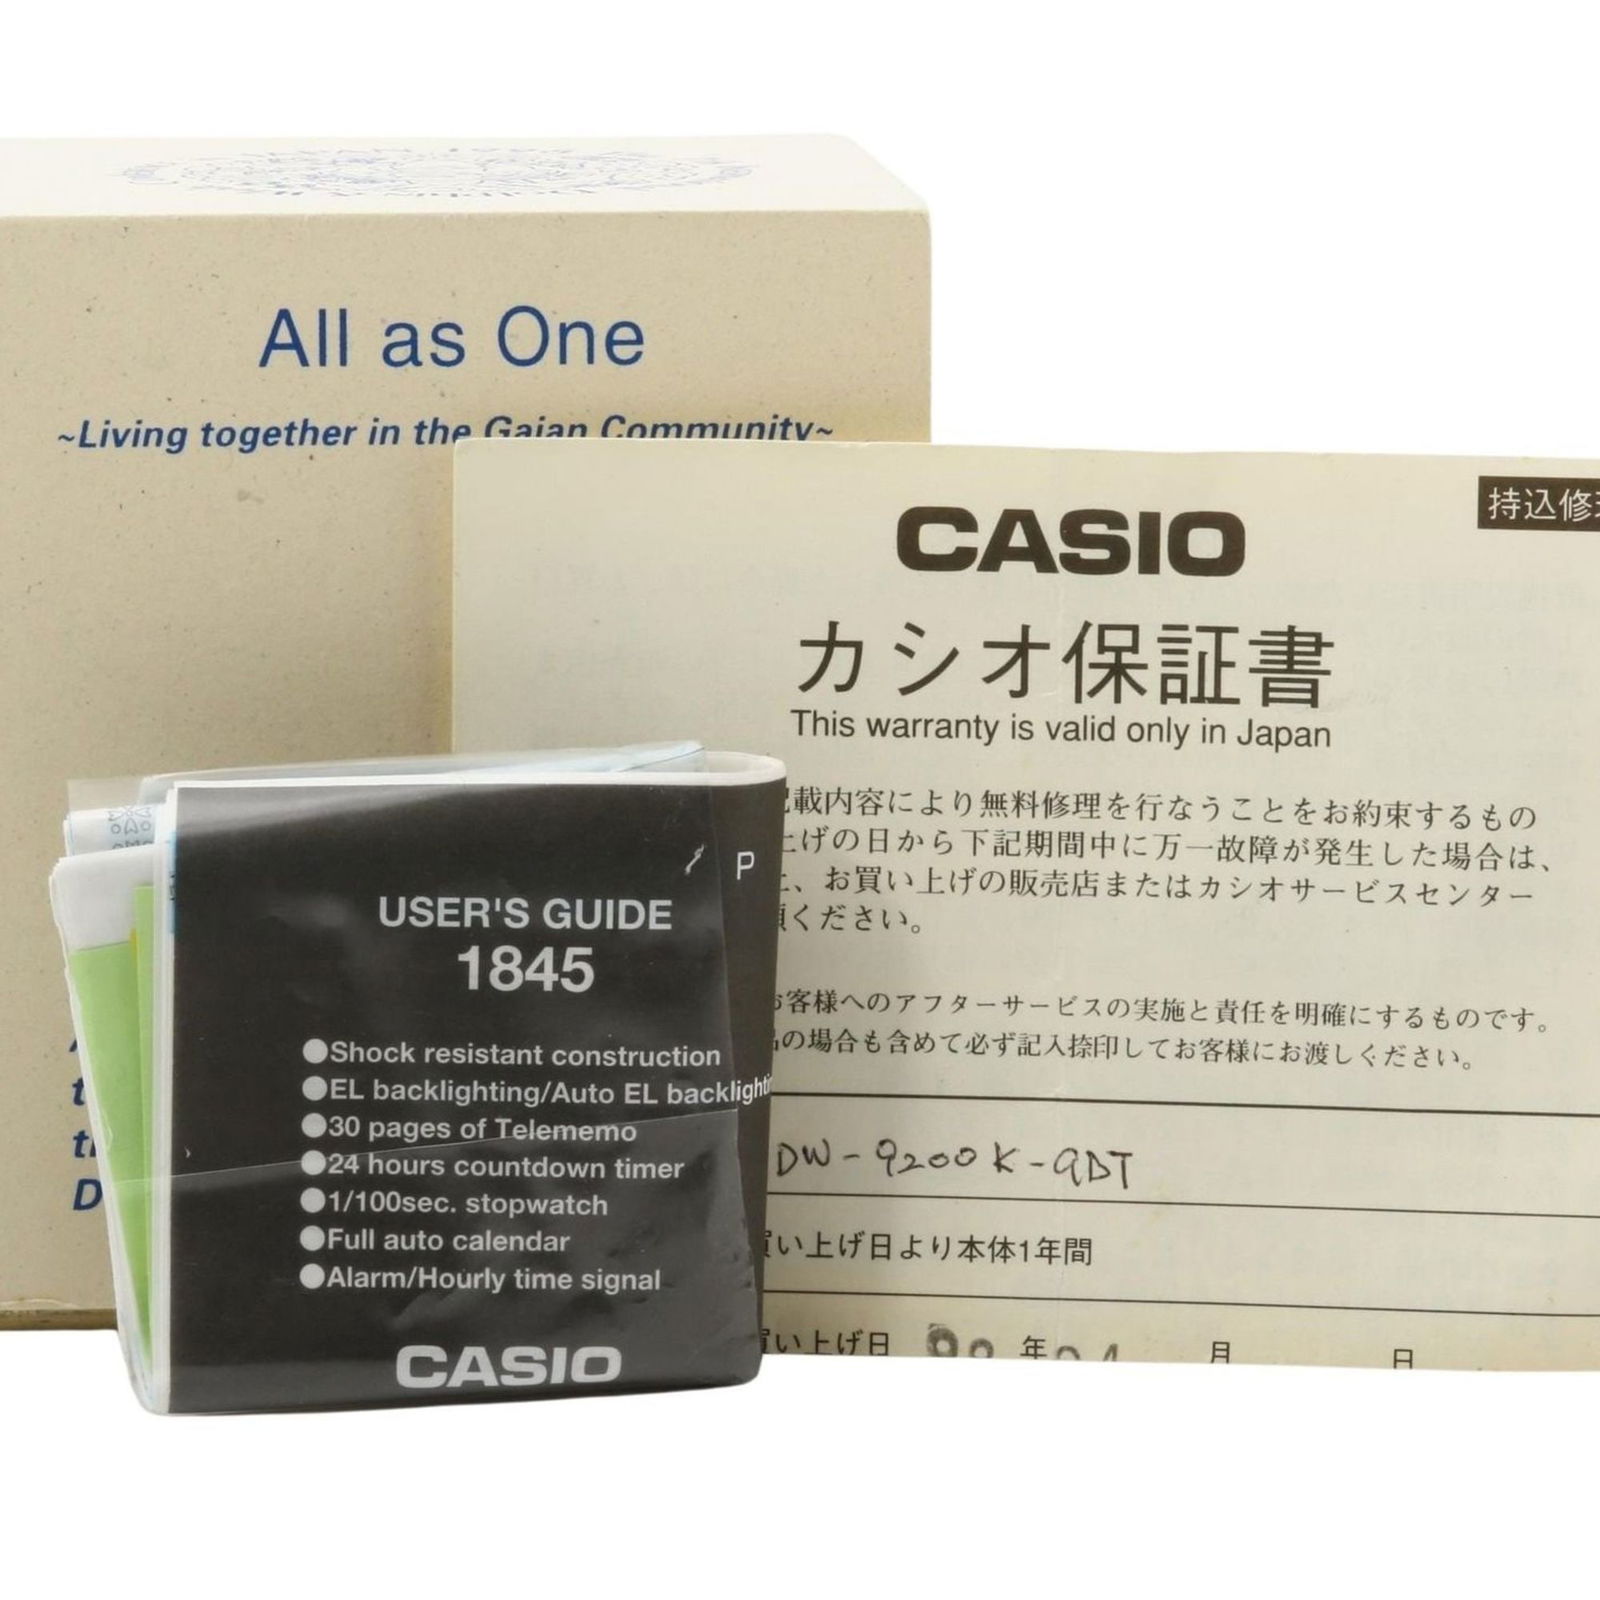 All as One
~Living together in the Gaian Community~
持込修
CASIO
カシオ保証書
This warranty is valid only in Japan
載内容により無料修理を行なうことをお約束するもの
上げの日から下記期間中に万一故障が発生した場合は、
、お買い上げの販売店またはカシオサービスセンター
ください。
お客様へのアフターサービスの実施と責任を明確にするものです。
の場合も含めて必ず記入捺印してお客様にお渡しください。
DW-9200K-9BT
買い上げ日より本体1年間
買い上げ日 年 月 日
P
USER'S GUIDE
1845
●Shock resistant construction
●EL backlighting/Auto EL backlighti
●30 pages of Telememo
●24 hours countdown timer
●1/100sec. stopwatch
●Full auto calendar
●Alarm/Hourly time signal
CASIO